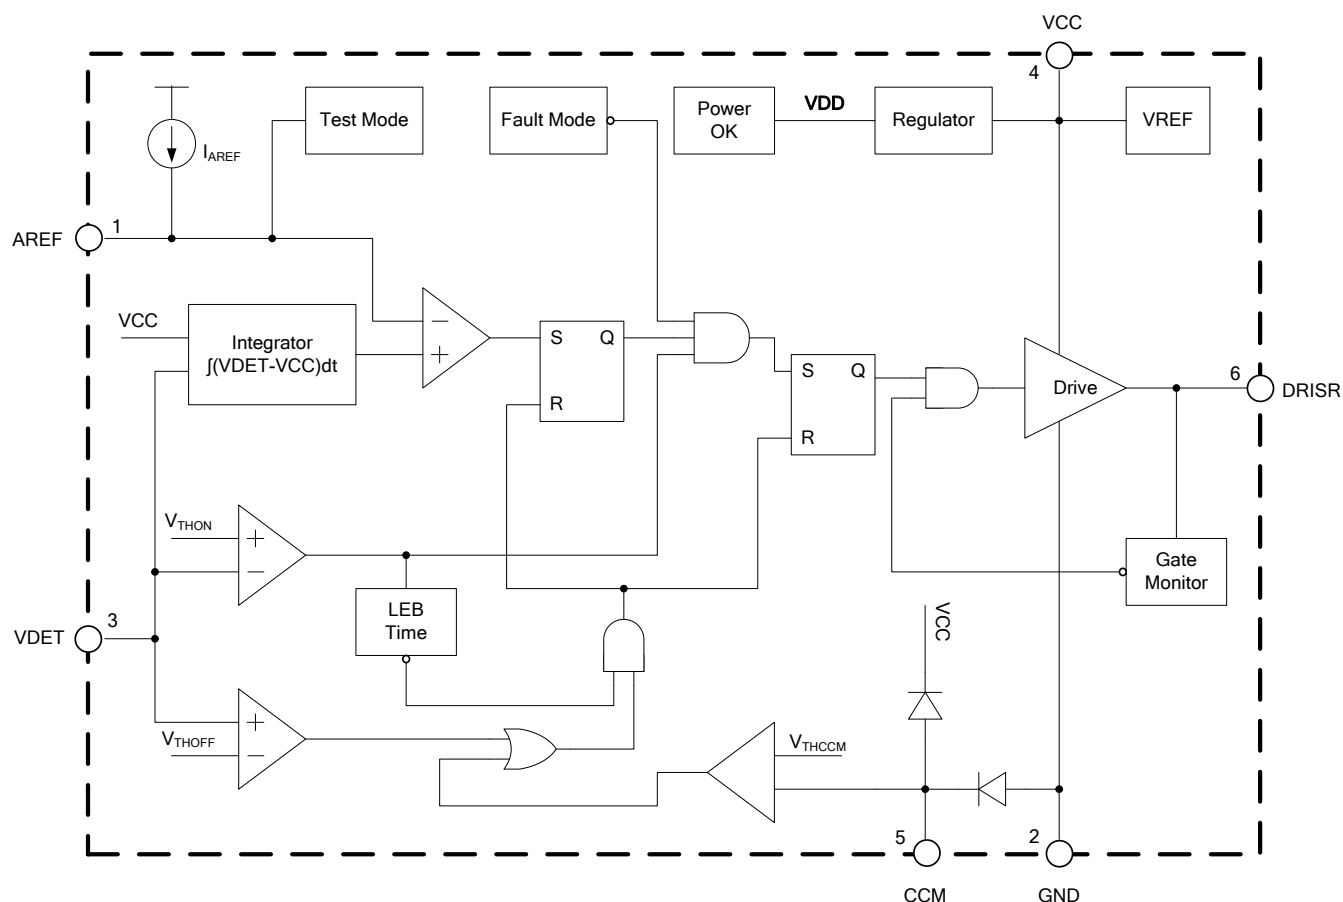 VCC
4
Test Mode
Fault Mode
Power
OK
VDD
Regulator
VREF
IAREF
1
AREF
VCC
Integrator
∫(VDET-VCC)dt
−
+
S
Q
R
S
Q
R
Drive
6
DRISR
VTHON
+
−
LEB
Time
Gate
Monitor
3
VDET
VCC
VTHOFF
+
−
VTHCCM
5
2
CCM
GND